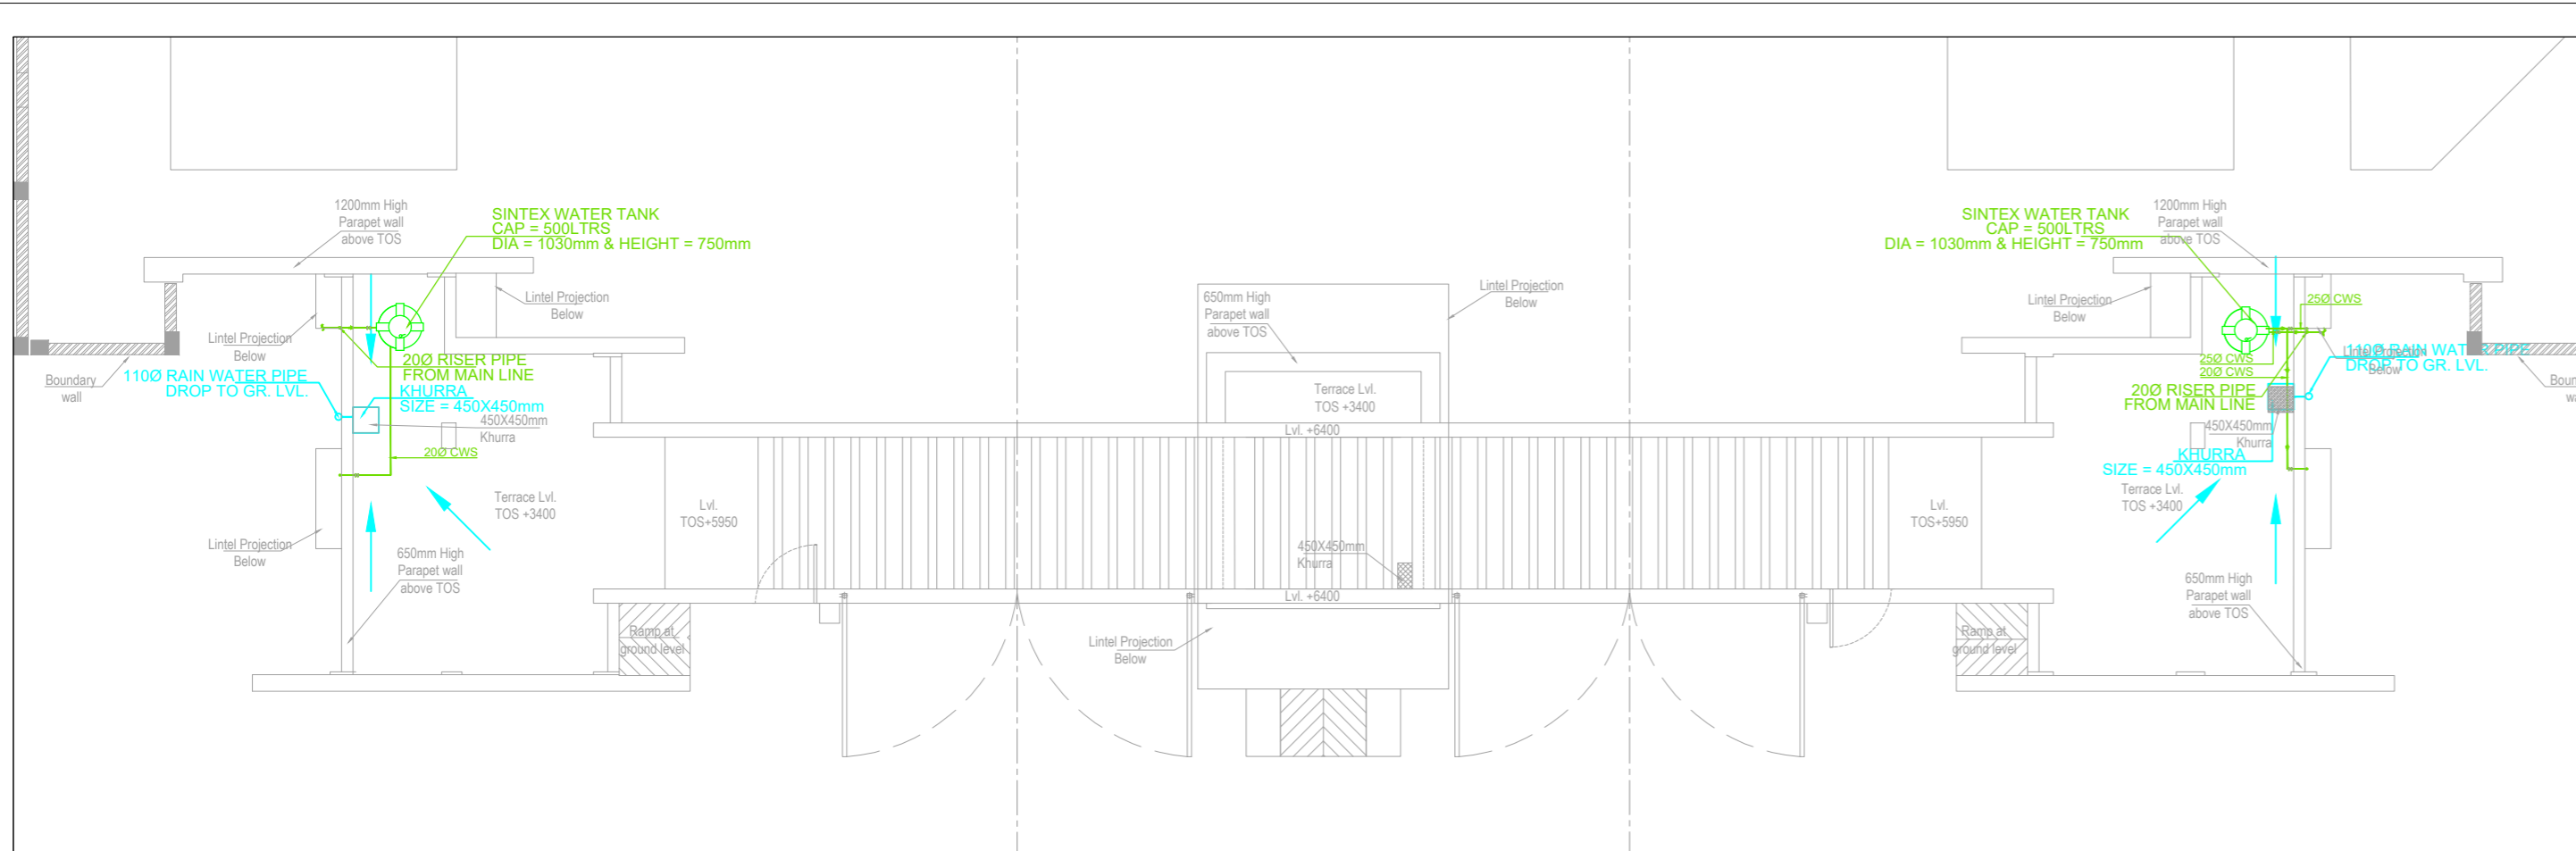 1200mm High
Parapet wall
above TOS
SINTEX WATER TANK
CAP = 500LTRS
DIA = 1030mm & HEIGHT = 750mm
Lintel Projection
Below
Lintel Projection
Below
Boundary
wall
110Ø RAIN WATER PIPE
DROP TO GR. LVL.
20Ø RISER PIPE
FROM MAIN LINE
KHURRA
SIZE = 450X450mm
450X450mm
Khurra
20Ø CWS
Terrace Lvl.
TOS +3400
Lintel Projection
Below
650mm High
Parapet wall
above TOS
Ramp at
ground level
Lvl.
TOS+5950
650mm High
Parapet wall
above TOS
Lintel Projection
Below
Terrace Lvl.
TOS +3400
Lvl. +6400
450X450mm
Khurra
Lvl. +6400
Lintel Projection
Below
Lvl.
TOS+5950
Ramp at
ground level
SINTEX WATER TANK
CAP = 500LTRS
DIA = 1030mm & HEIGHT = 750mm
1200mm High
Parapet wall
above TOS
Lintel Projection
Below
25Ø CWS
25Ø CWS
20Ø CWS
110Ø RAIN WATER PIPE
DROP TO GR. LVL.
Lintel Projection
Below
20Ø RISER PIPE
FROM MAIN LINE
450X450mm
Khurra
KHURRA
SIZE = 450X450mm
Terrace Lvl.
TOS +3400
650mm High
Parapet wall
above TOS